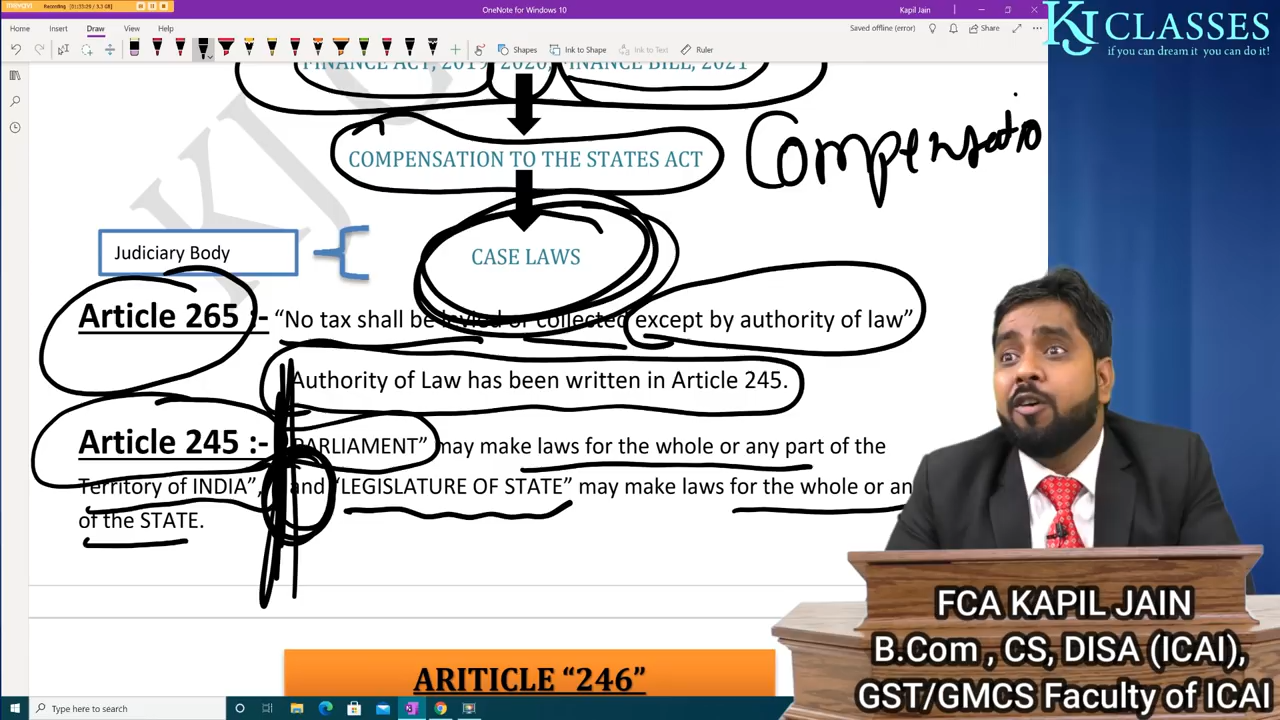 Recording
OneNote for Windows 10
Kapil Jain
Home Insert Draw View Help
Saved offline (error) Share
Shapes Ink to Shape Ink to Text Ruler
KJ CLASSES
if you can dream it you can do it!
FINANCE ACT, 2019 2020, FINANCE BILL, 2021
COMPENSATION TO THE STATES ACT
Compensatio
CASE LAWS
Judiciary Body
Article 265 :- “No tax shall be levied or collected except by authority of law”
Authority of Law has been written in Article 245.
Article 245 :- “PARLIAMENT” may make laws for the whole or any part of the
Territory of INDIA”, and “LEGISLATURE OF STATE” may make laws for the whole or an
of the STATE.
ARITICLE “246”
FCA KAPIL JAIN
B.Com , CS, DISA (ICAI),
GST/GMCS Faculty of ICAI
Type here to search